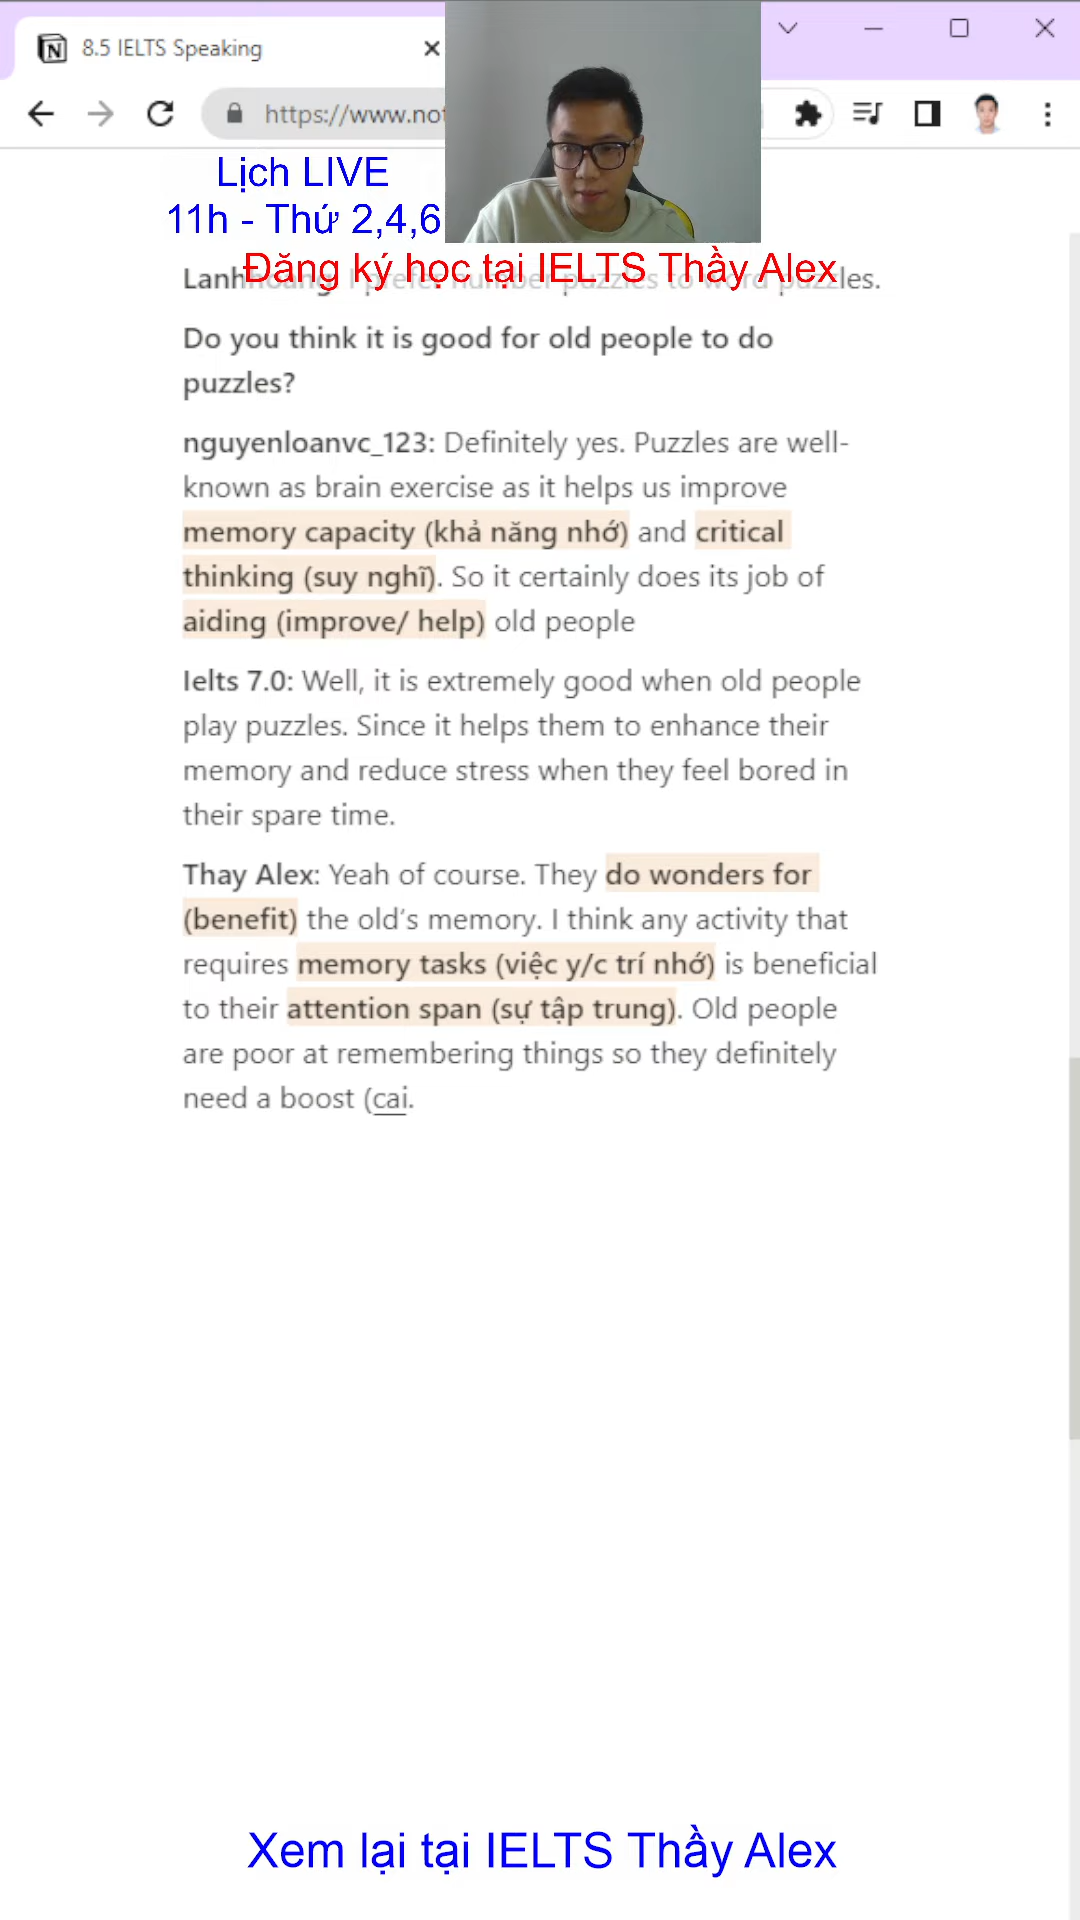 8.5 IELTS Speaking
https://www.not
Lịch LIVE
11h - Thứ 2,4,6
Đăng ký học tại IELTS Thầy Alex
Lanhhoang: I prefer number puzzles to word puzzles.
Do you think it is good for old people to do
puzzles?
nguyenloanvc_123: Definitely yes. Puzzles are well-
known as brain exercise as it helps us improve
memory capacity (khả năng nhớ) and critical
thinking (suy nghĩ). So it certainly does its job of
aiding (improve/ help) old people
Ielts 7.0: Well, it is extremely good when old people
play puzzles. Since it helps them to enhance their
memory and reduce stress when they feel bored in
their spare time.
Thay Alex: Yeah of course. They do wonders for
(benefit) the old's memory. I think any activity that
requires memory tasks (việc y/c trí nhớ) is beneficial
to their attention span (sự tập trung). Old people
are poor at remembering things so they definitely
need a boost (cai.
Xem lại tại IELTS Thầy Alex